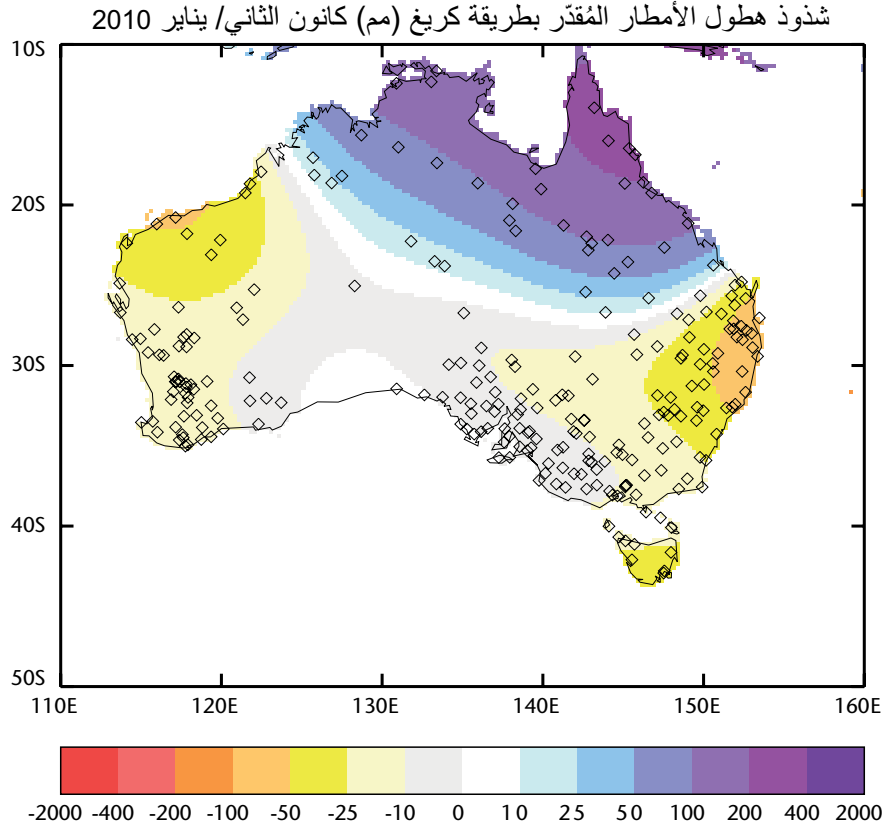 شذوذ هطول الأمطار المُقدّر بطريقة كريغ (مم) كانون الثاني/ يناير 2010
10S
20S
30S
40S
50S
110E 120E 130E 140E 150E 160E
-2000 -400 -200 -100 -50 -25 -10 0 10 25 50 100 200 400 2000